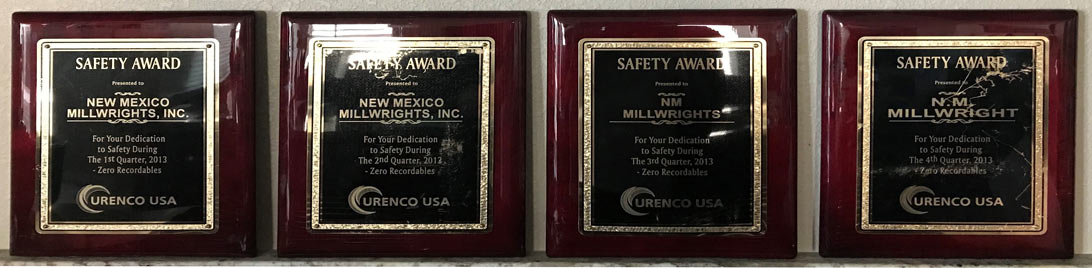 SAFETY AWARD
Presented to
NEW MEXICO
MILLWRIGHTS, INC.
For Your Dedication
to Safety During
The 1st Quarter, 2013
- Zero Recordables
URENCO USA
SAFETY AWARD
Presented to
NEW MEXICO
MILLWRIGHTS, INC.
For Your Dedication
to Safety During
The 2nd Quarter, 2013
- Zero Recordables
URENCO USA
SAFETY AWARD
Presented to
NM
MILLWRIGHTS
For Your Dedication
to Safety During
The 3rd Quarter, 2013
- Zero Recordables
URENCO USA
SAFETY AWARD
Presented to
N.M.
MILLWRIGHT
For Your Dedication
to Safety During
The 4th Quarter, 2013
- Zero Recordables
URENCO USA